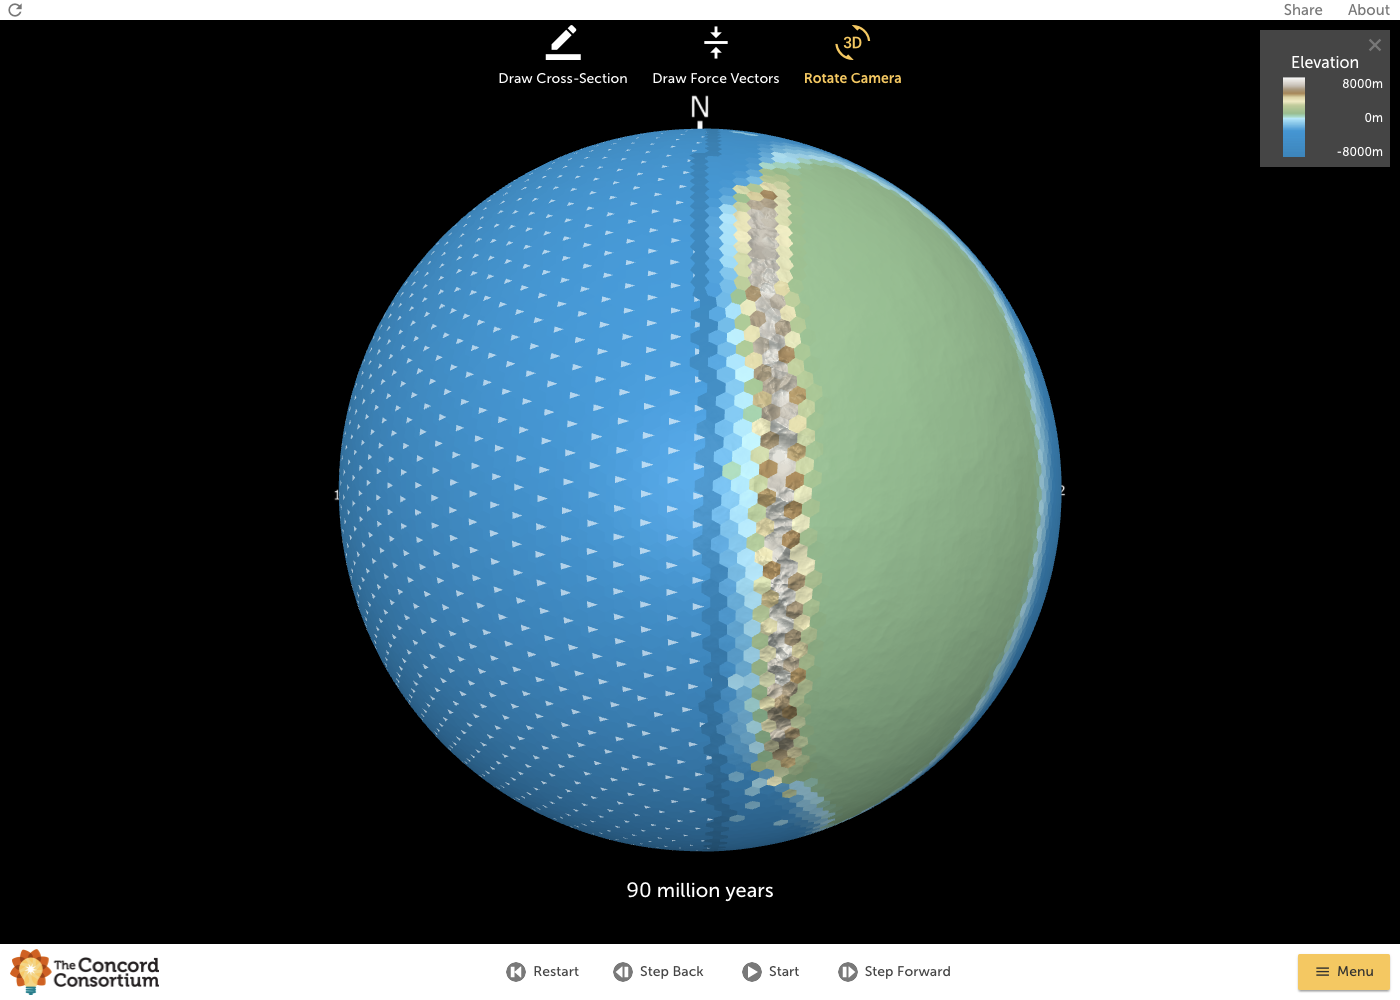 Share About
Draw Cross-Section Draw Force Vectors 3D Rotate Camera
Elevation
8000m
0m
-8000m
N
1 2
90 million years
The Concord
Consortium
Restart Step Back Start Step Forward Menu